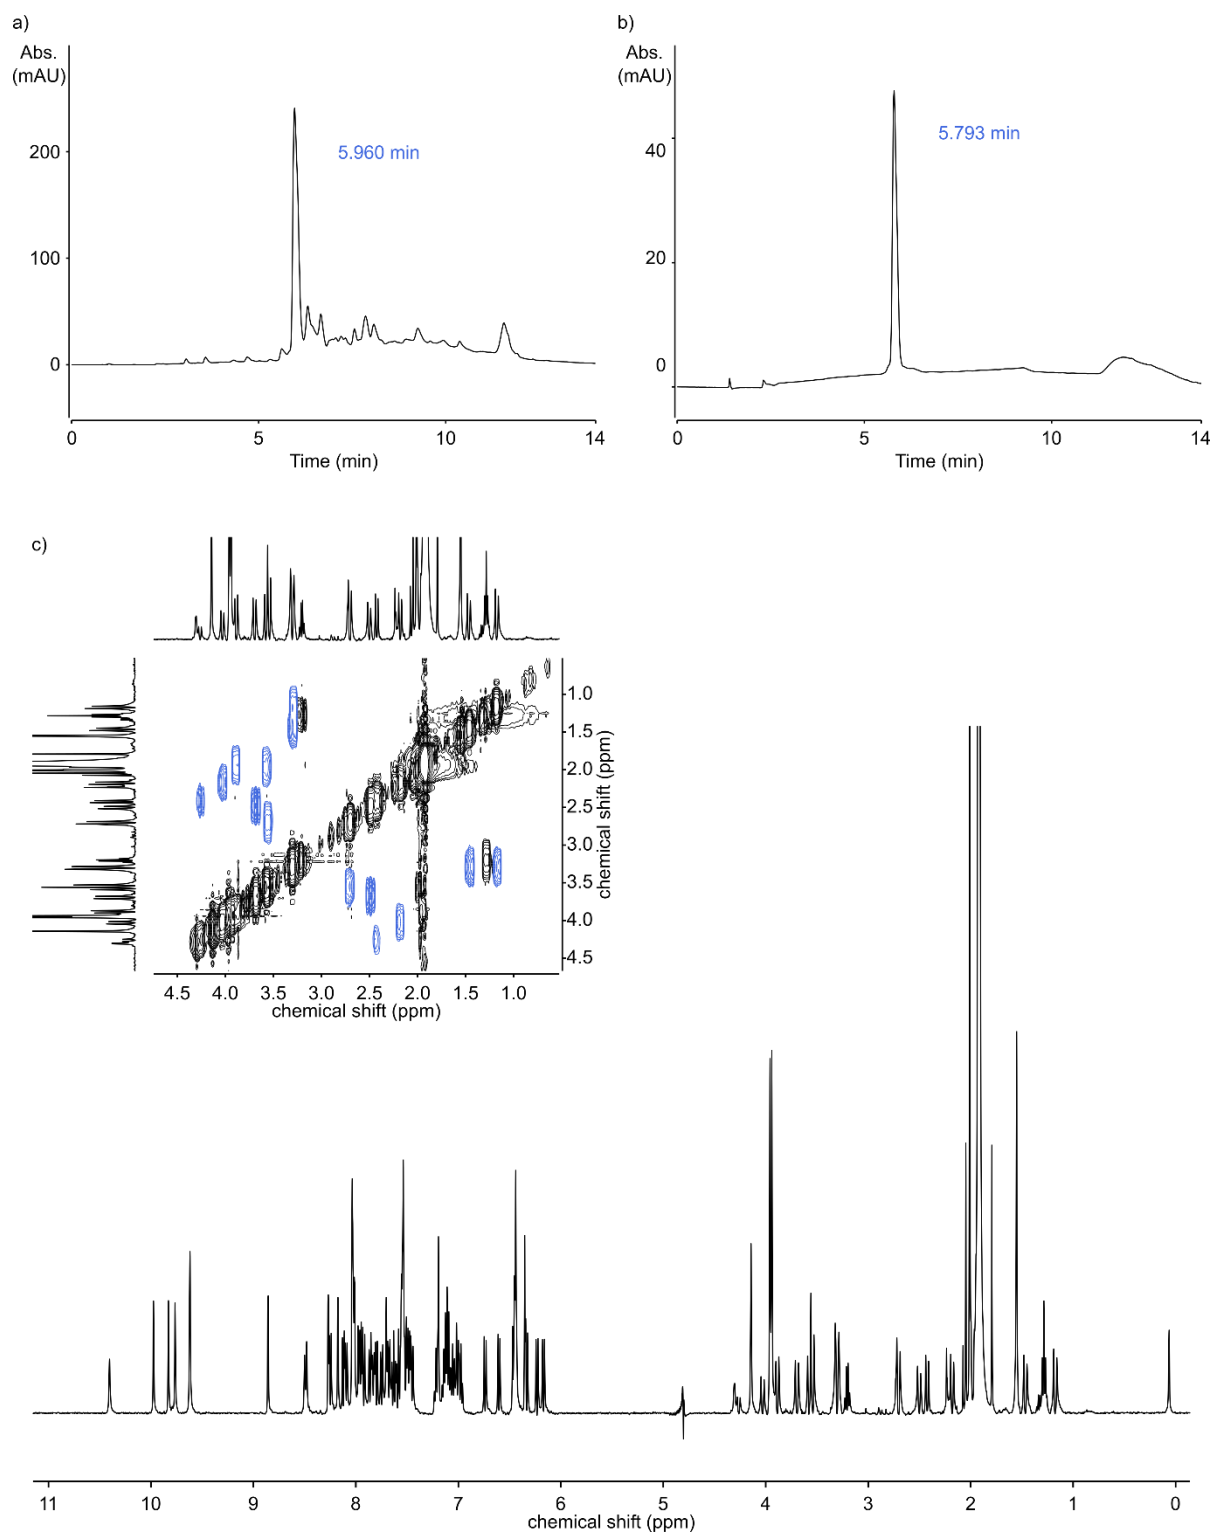 a)
Abs.
(mAU)
200
100
0
5.960 min
0 5 10 14
Time (min)
b)
Abs.
(mAU)
40
20
0
5.793 min
0 5 10 14
Time (min)
c)
1.0
1.5
2.0
2.5
3.0
3.5
4.0
4.5
chemical shift (ppm)
4.5 4.0 3.5 3.0 2.0 1.5 1.0
chemical shift (ppm)
11 10 9 8 7 6 5 4 3 2 1 0
chemical shift (ppm)